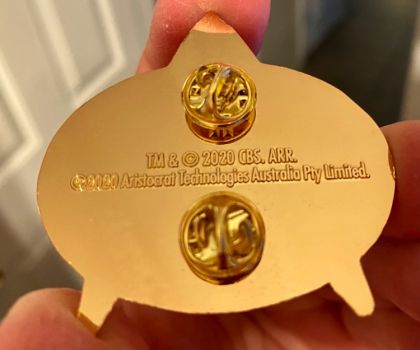 TM & © 2020 CBS. ARR.
©2020 Aristocrat Technologies Australia Pty Limited.